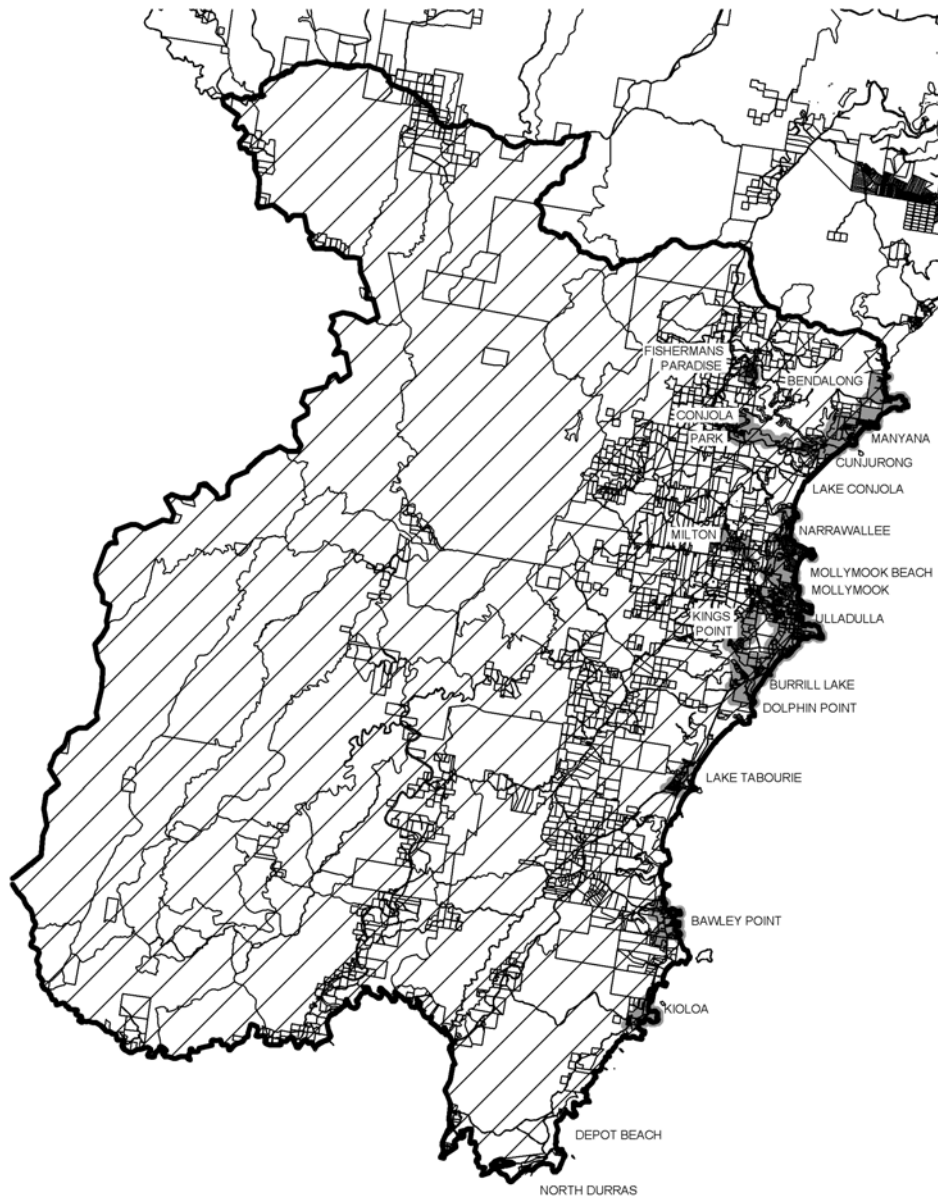 FISHERMANS
PARADISE
BENDALONG
CONJOLA
PARK
MANYANA
CUNJURONG
LAKE CONJOLA
MILTON
NARRAWALLEE
MOLLYMOOK BEACH
MOLLYMOOK
KINGS
POINT
ULLADULLA
BURRILL LAKE
DOLPHIN POINT
LAKE TABOURIE
BAWLEY POINT
KIOLOA
DEPOT BEACH
NORTH DURRAS